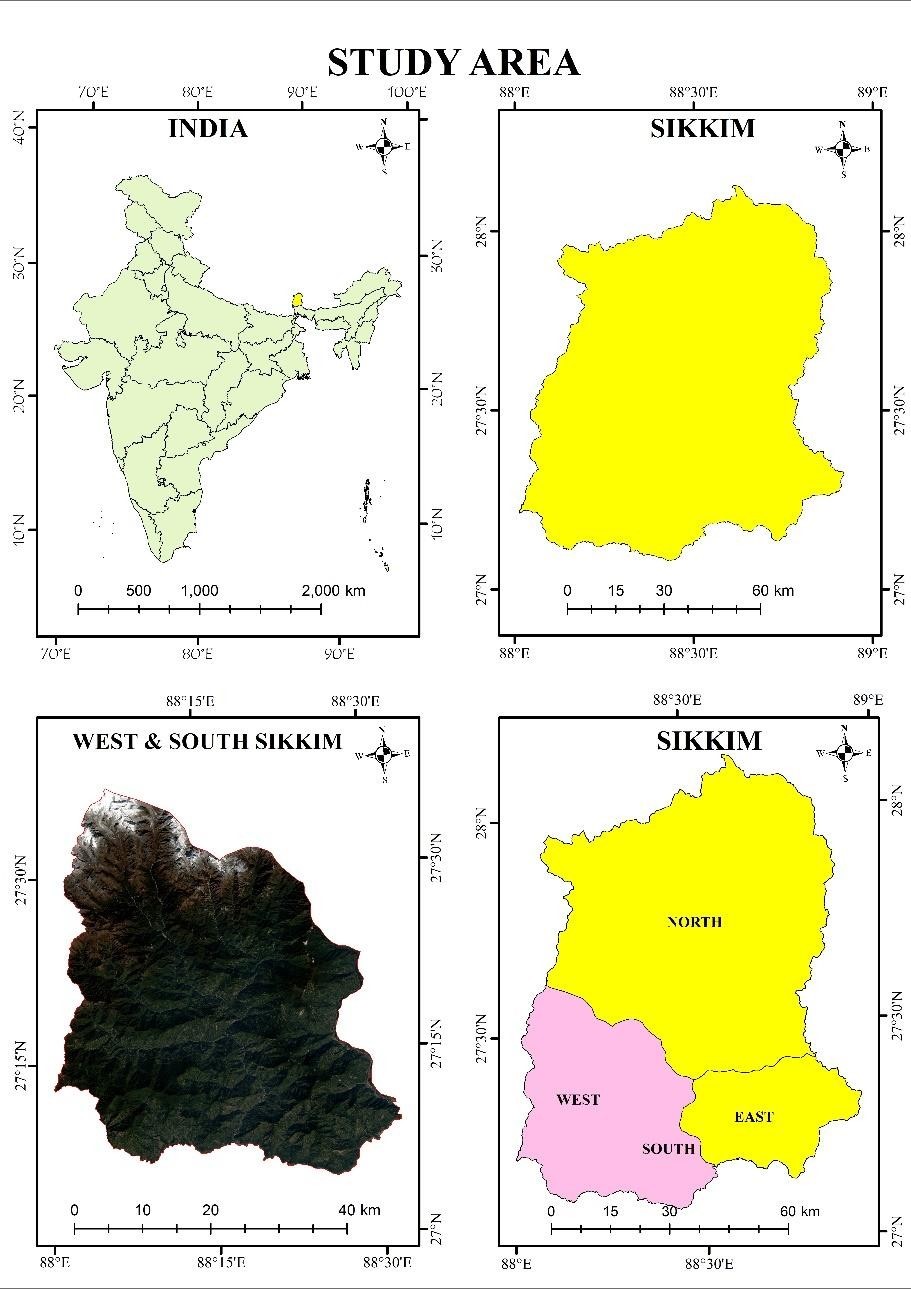 STUDY AREA
70°E 80°E 90°E 100°E
INDIA
N
W E
S
40°N
30°N 30°N
20°N 20°N
10°N 10°N
0 500 1,000 2,000 km
70°E 80°E 90°E
88°E 88°30'E 89°E
SIKKIM
N
W E
S
28°N 28°N
27°30'N 27°30'N
27°N 27°N
0 15 30 60 km
88°E 88°30'E 89°E
88°15'E 88°30'E
WEST & SOUTH SIKKIM
N
W E
S
27°30'N 27°30'N
27°15'N 27°15'N
27°N
0 10 20 40 km
88°E 88°15'E 88°30'E
88°30'E 89°E
SIKKIM
N
W E
S
28°N 28°N
NORTH
27°30'N 27°30'N
WEST
EAST
SOUTH
0 15 30 60 km
27°N
88°E 88°30'E